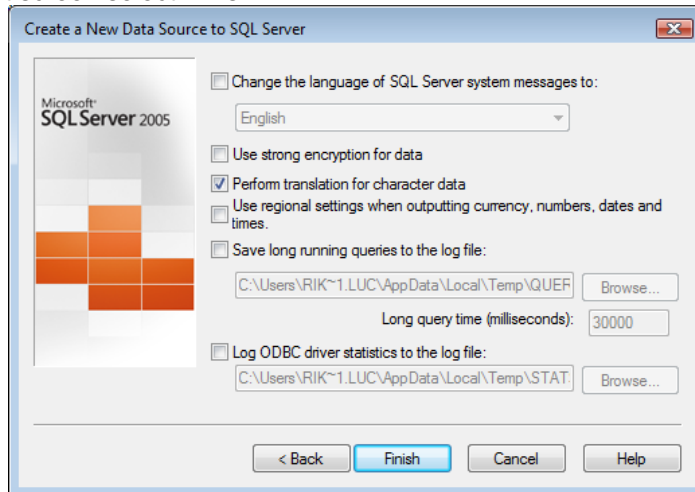 Create a New Data Source to SQL Server
Microsoft
SQL Server 2005
Change the language of SQL Server system messages to:
English
Use strong encryption for data
Perform translation for character data
Use regional settings when outputting currency, numbers, dates and
times.
Save long running queries to the log file:
C:\Users\RIK~1.LUC\AppData\Local\Temp\QUER
Browse...
Long query time (milliseconds):
30000
Log ODBC driver statistics to the log file:
C:\Users\RIK~1.LUC\AppData\Local\Temp\STAT
Browse...
< Back
Finish
Cancel
Help